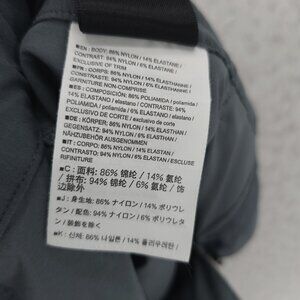 ■EN: BODY: 86% NYLON / 14% ELASTANE /
CONTRAST: 94% NYLON / 6% ELASTANE /
EXCLUSIVE OF TRIM
■FR: CORPS: 86% NYLON / 14% ÉLASTHANNE /
CONTRASTE: 94% NYLON / 6% ÉLASTHANNE /
GARNITURE NON-COMPRISE
■ES: COMPOSICIÓN: 86% POLIAMIDA / poliamida /
14% ELASTANO / elastano / CONTRASTE: 94%
POLIAMIDA / poliamida / 6% ELASTANO / elastano /
EXCLUSIVO DE CORTE / exclusivo de corte
■DE: KÖRPER: 86% NYLON / 14% ELASTHAN /
GEGENSATZ: 94% NYLON / 6% ELASTHAN /
NÄHZUBEHÖR AUSGENOMMEN
■IT: CORPO: 86% NYLON / 14% ELASTAN /
CONTRASTO: 94% NYLON / 6% ELASTAN / ESCLUSE
RIFINITURE
■C: 面料: 86% 锦纶 / 14% 氨纶
/ 拼布: 94% 锦纶 / 6% 氨纶 / 饰
边除外
■J: 身生地: 86% ナイロン / 14% ポリウレ
タン / 配色: 94% ナイロン / 6% ポリウレタ
ン / 装飾を除く
■K: 신체: 86% 나일론 / 14% 폴리우레탄 /